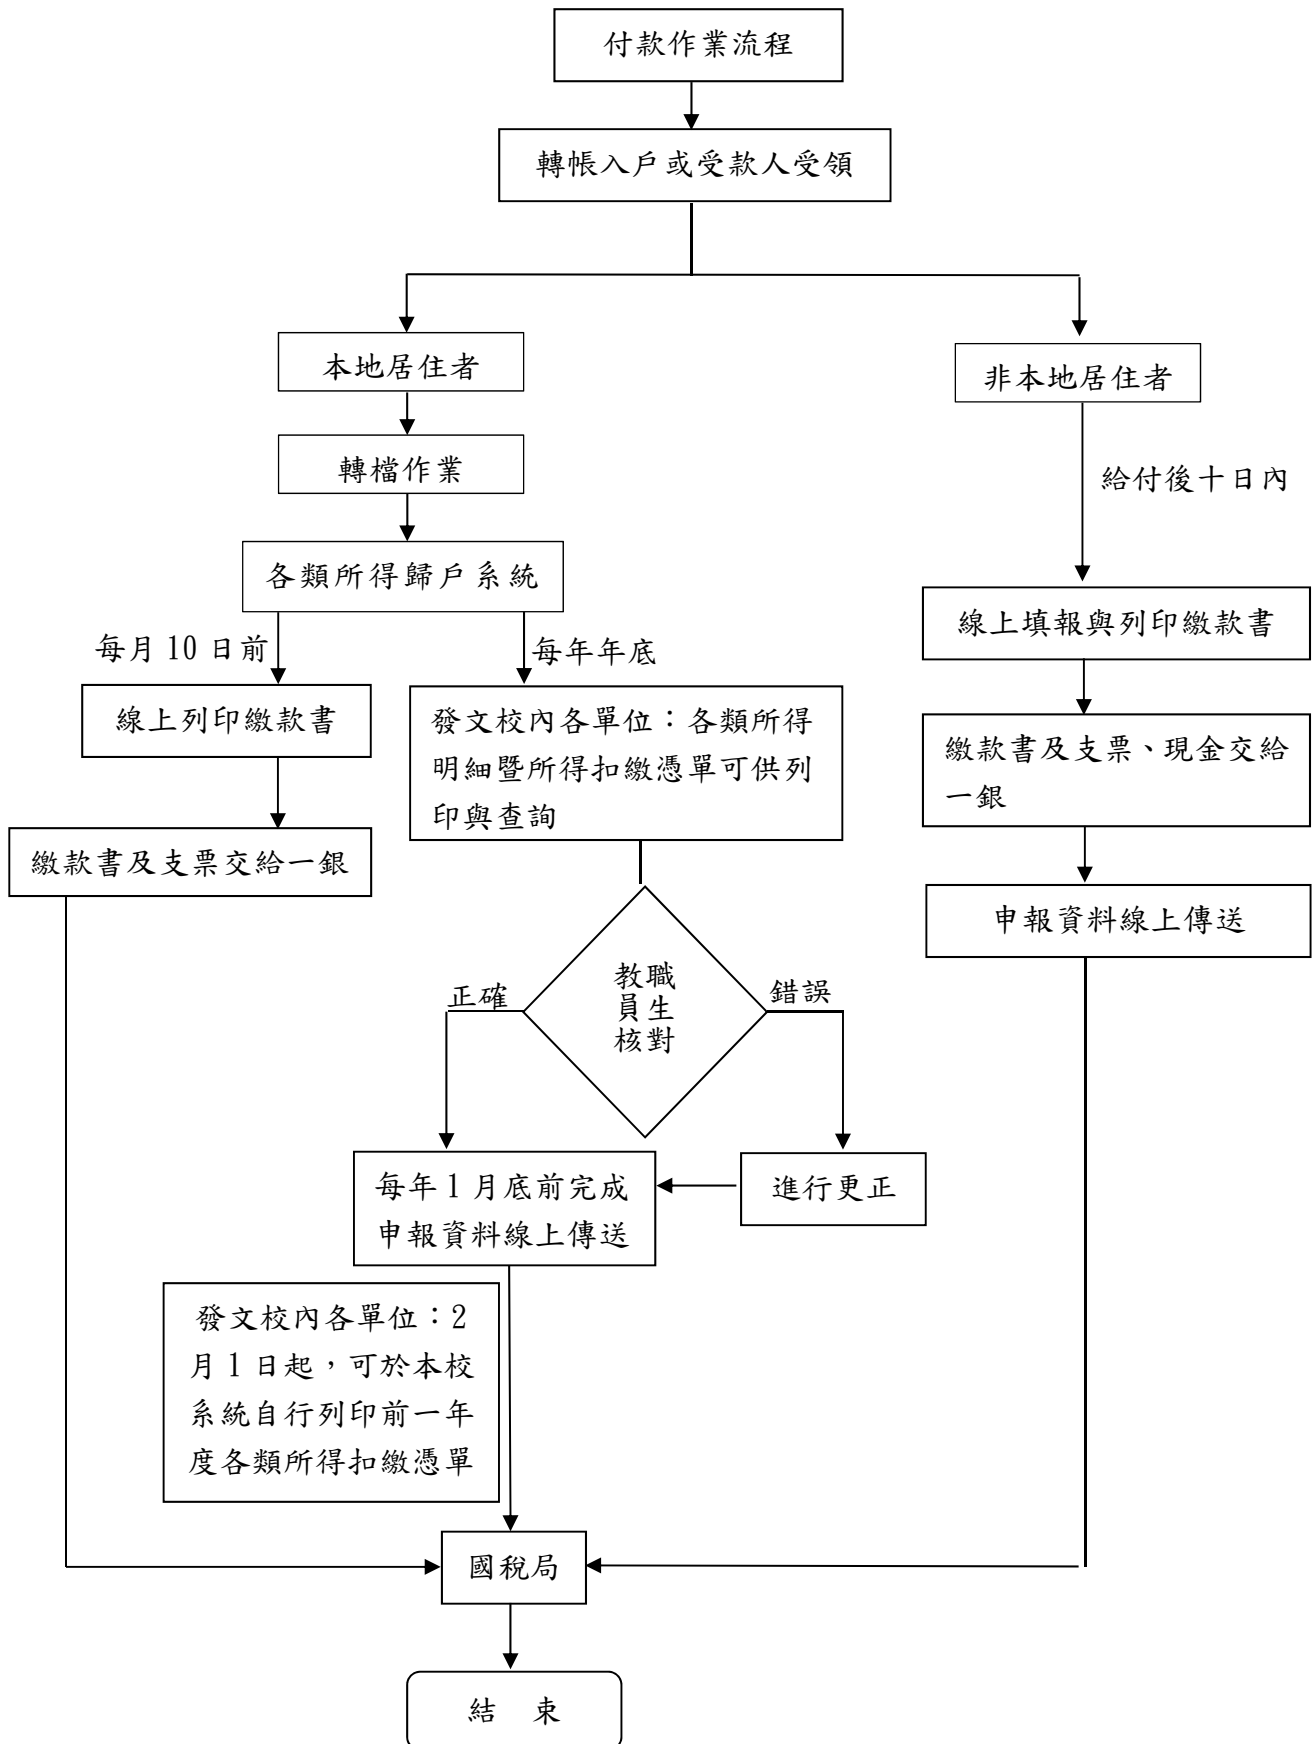 付款作業流程
轉帳入戶或受款人受領
本地居住者
非本地居住者
轉檔作業
給付後十日內
各類所得歸戶系統
每月10日前
每年年底
線上填報與列印繳款書
線上列印繳款書
發文校內各單位：各類所得
明細暨所得扣繳憑單可供列
印與查詢
繳款書及支票、現金交給
一銀
繳款書及支票交給一銀
申報資料線上傳送
教職
員生
核對
正確
錯誤
每年1月底前完成
申報資料線上傳送
進行更正
發文校內各單位：2
月1日起，可於本校
系統自行列印前一年
度各類所得扣繳憑單
國稅局
結 束